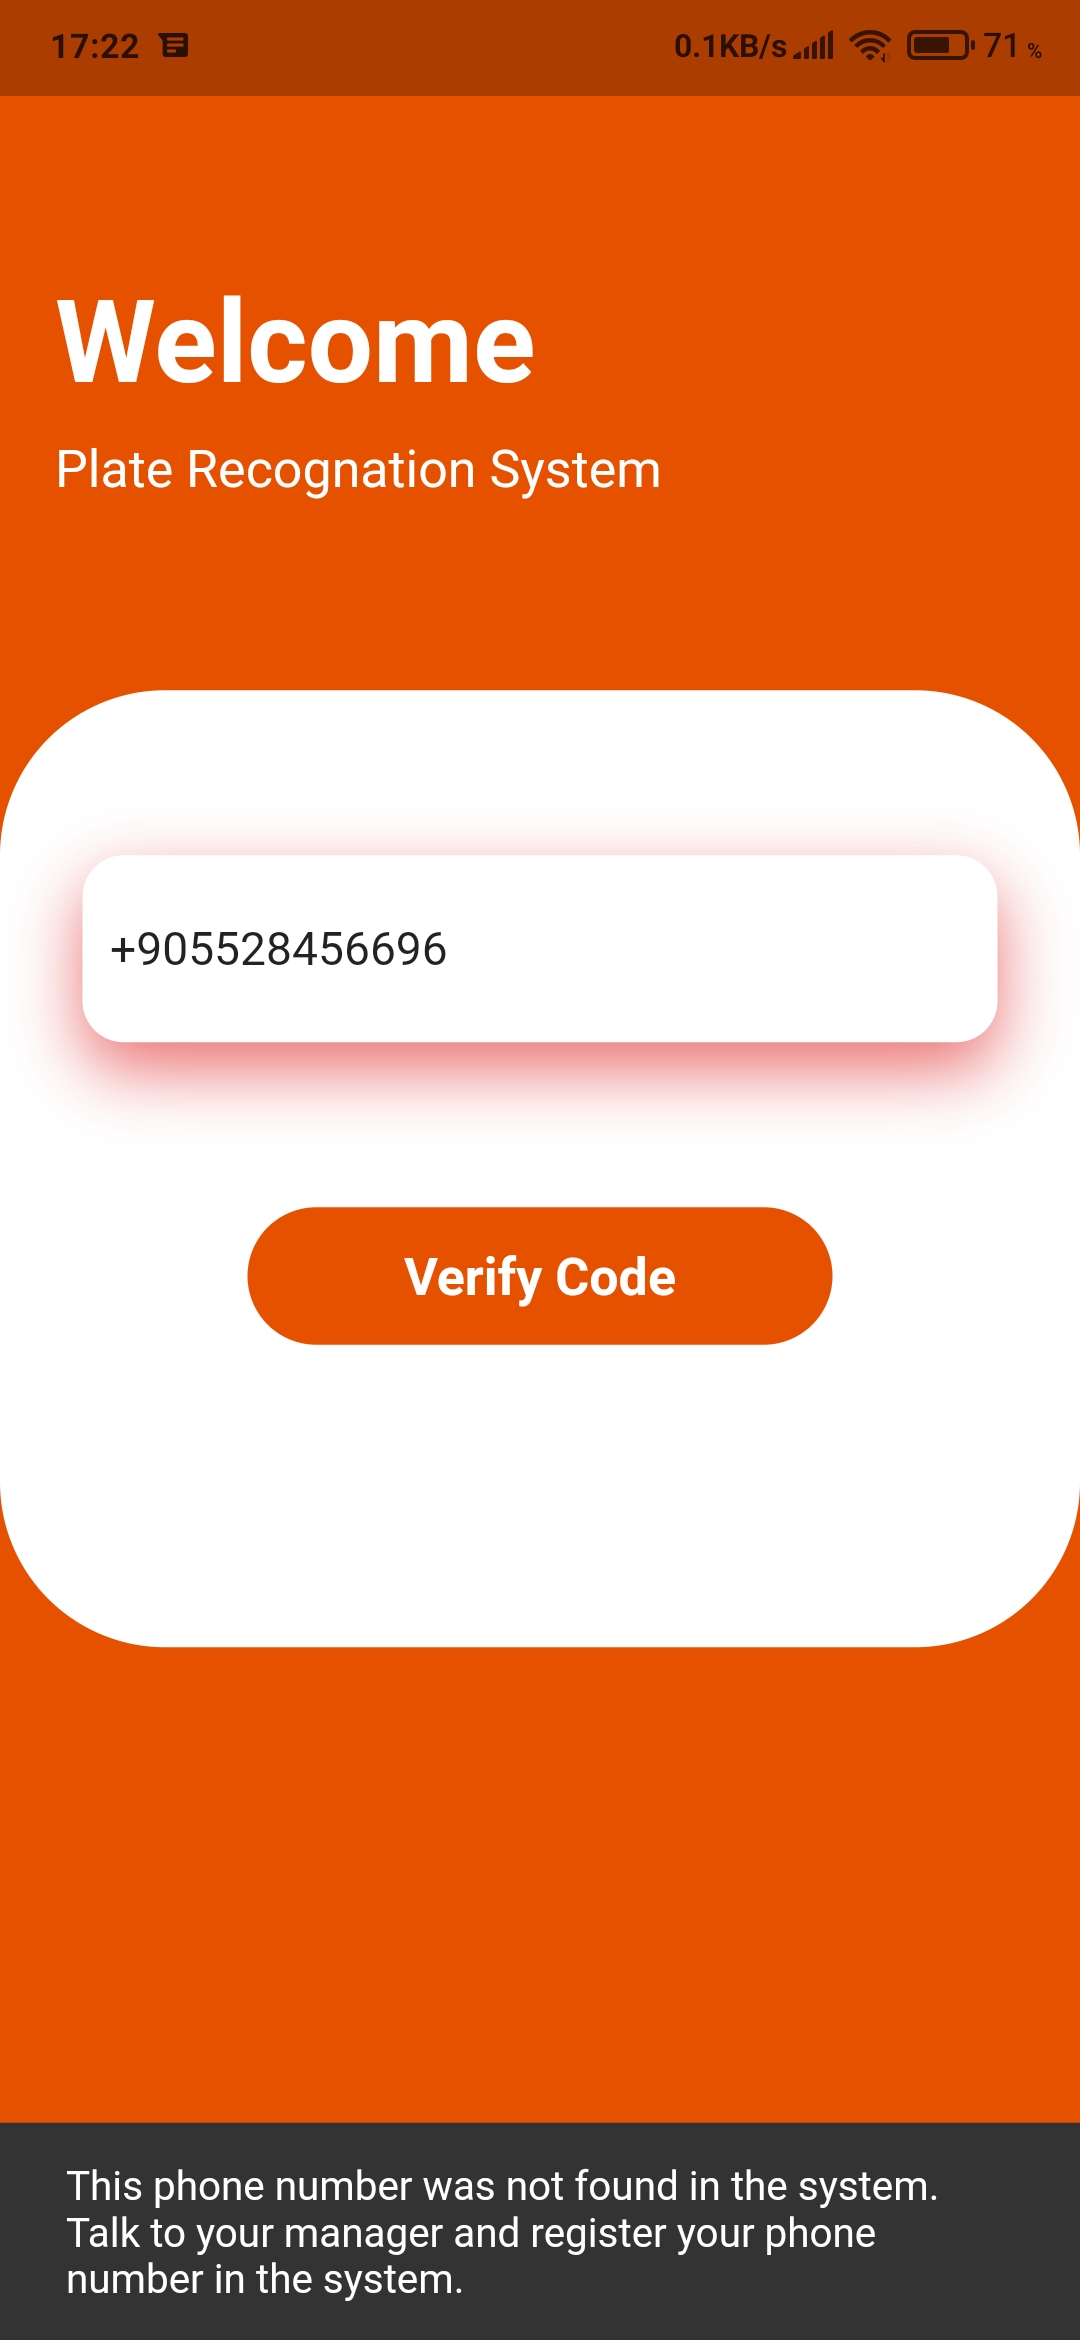 17:22 0.1KB/s 71 %
Welcome
Plate Recognation System
+905528456696
Verify Code
This phone number was not found in the system.
Talk to your manager and register your phone
number in the system.